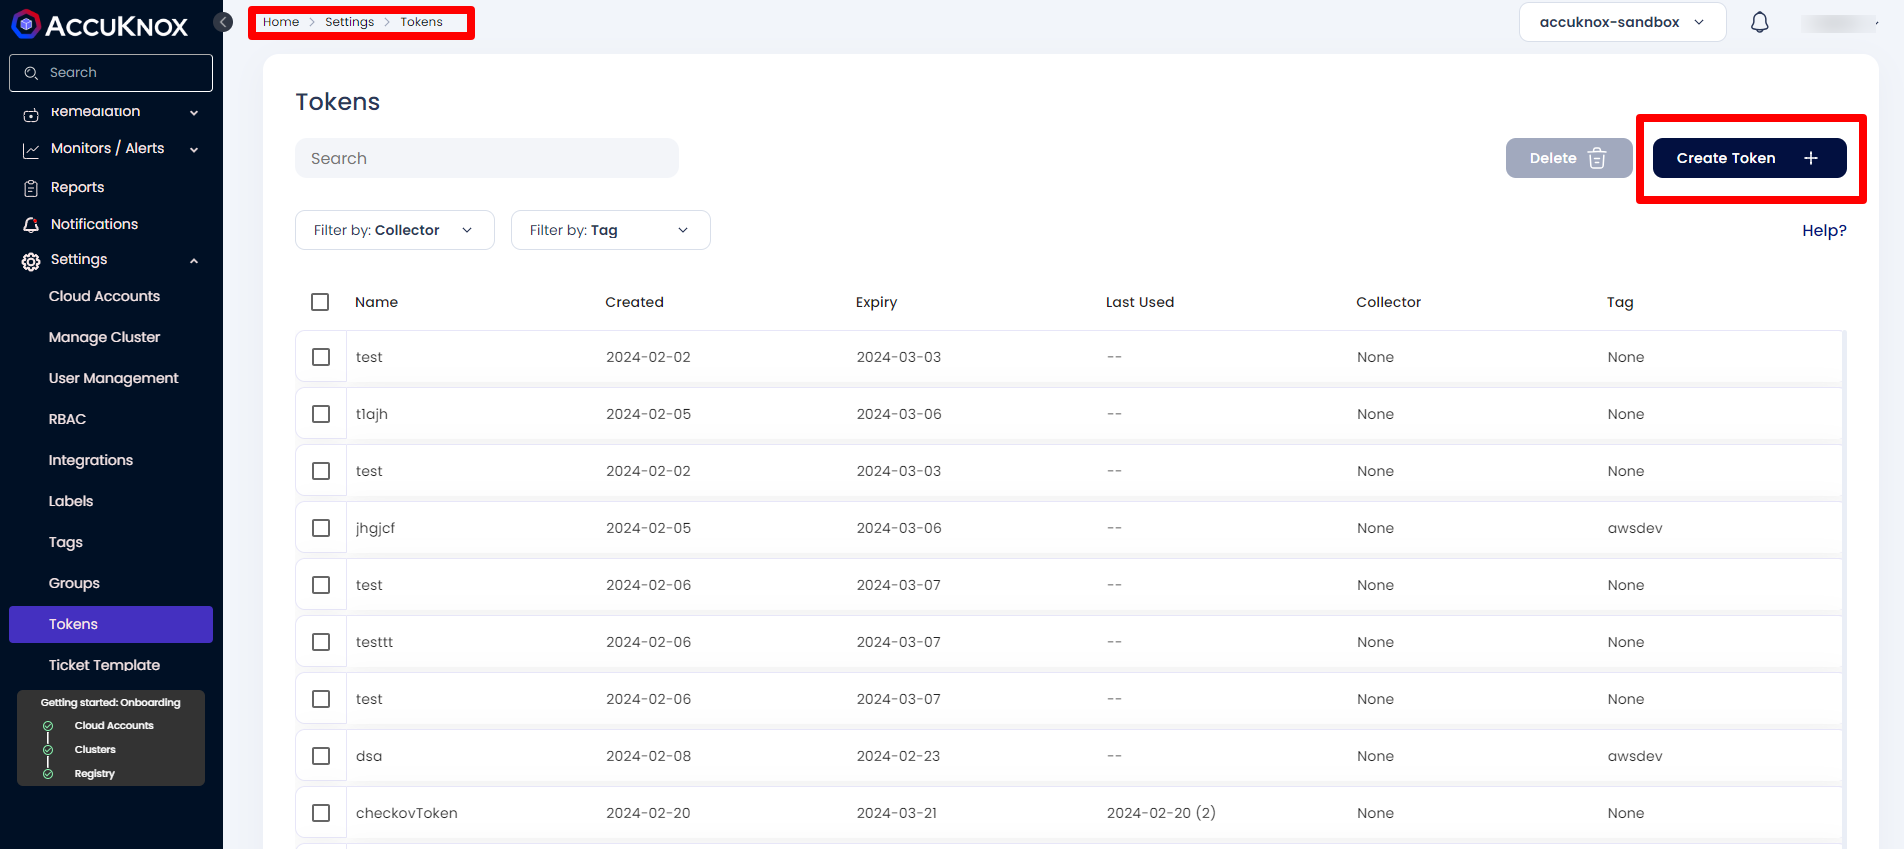 ACCUKNOX
Search
Remediation
Monitors / Alerts
Reports
Notifications
Settings
Cloud Accounts
Manage Cluster
User Management
RBAC
Integrations
Labels
Tags
Groups
Tokens
Ticket Template
Getting started: Onboarding
Cloud Accounts
Clusters
Registry
Home > Settings > Tokens
accuknox-sandbox
Tokens
Search
Delete
Create Token +
Filter by: Collector
Filter by: Tag
Help?
Name Created Expiry Last Used Collector Tag
test 2024-02-02 2024-03-03 -- None None
t1ajh 2024-02-05 2024-03-06 -- None None
test 2024-02-02 2024-03-03 -- None None
jhgjcf 2024-02-05 2024-03-06 -- None awsdev
test 2024-02-06 2024-03-07 -- None None
testtt 2024-02-06 2024-03-07 -- None None
test 2024-02-06 2024-03-07 -- None None
dsa 2024-02-08 2024-02-23 -- None awsdev
checkovToken 2024-02-20 2024-03-21 2024-02-20 (2) None None